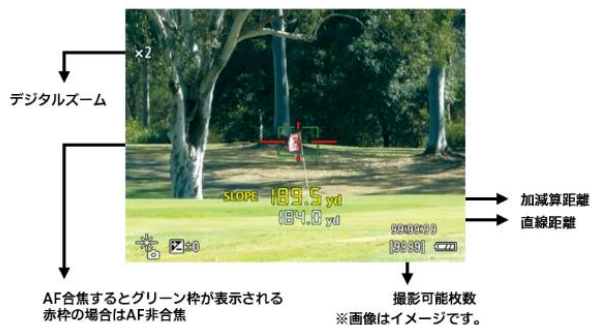 ×2
デジタルズーム
SLOPE 189.5 yd
184.0 yd
加減算距離
直線距離
99:99:99
[9999]
±0
AF合焦するとグリーン枠が表示される
赤枠の場合はAF非合焦
撮影可能枚数
※画像はイメージです。